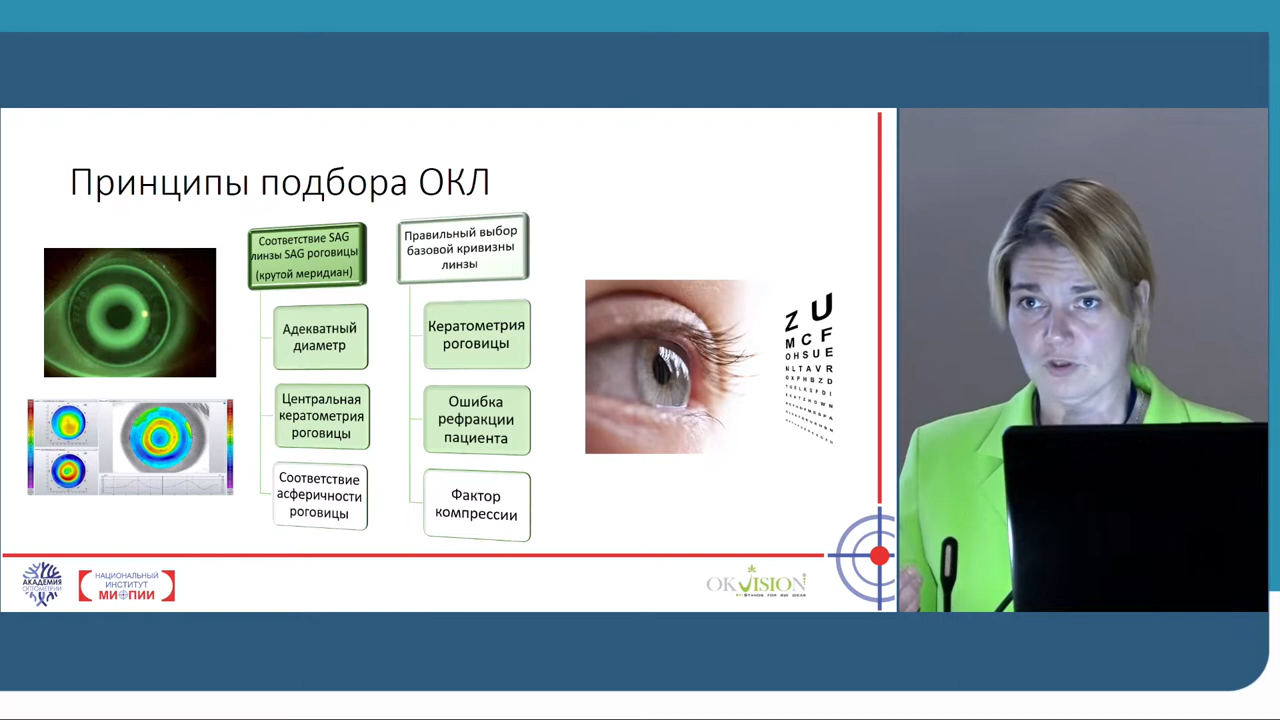 Принципы подбора ОКЛ
Соответствие SAG
линзы SAG роговицы
(крутой меридиан)
Адекватный
диаметр
Центральная
кератометрия
роговицы
Соответствие
асферичности
роговицы
Правильный выбор
базовой кривизны
линзы
Кератометрия
роговицы
Ошибка
рефракции
пациента
Фактор
компрессии
Z U
M C F
O H S U E
N L T A V R
O X P H B Z D
АКАДЕМИЯ
ОПТОМЕТРИИ
НАЦИОНАЛЬНЫЙ
ИНСТИТУТ
МИОПИИ
OKVISION